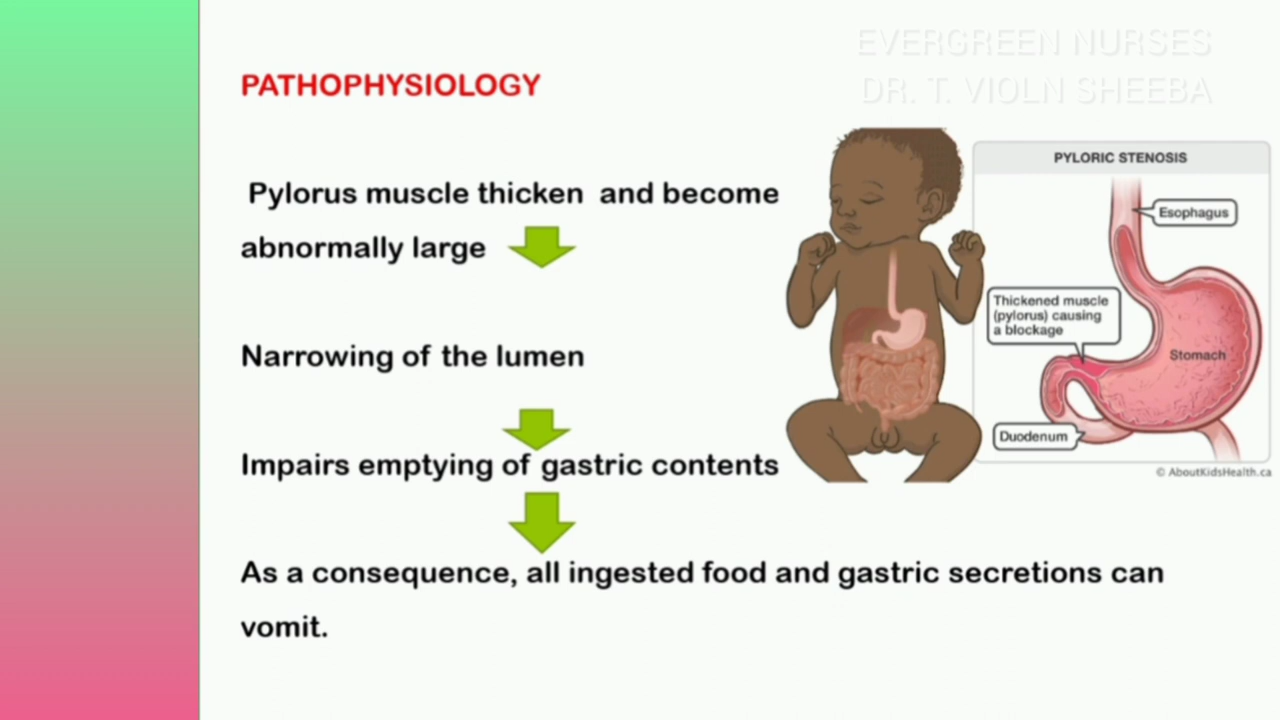 EVERGREEN NURSES
DR. T. VIOLN SHEEBA
PATHOPHYSIOLOGY
Pylorus muscle thicken and become
abnormally large
Narrowing of the lumen
Impairs emptying of gastric contents
As a consequence, all ingested food and gastric secretions can
vomit.
PYLORIC STENOSIS
Esophagus
Thickened muscle
(pylorus) causing
a blockage
Stomach
Duodenum
© AboutKidsHealth.ca